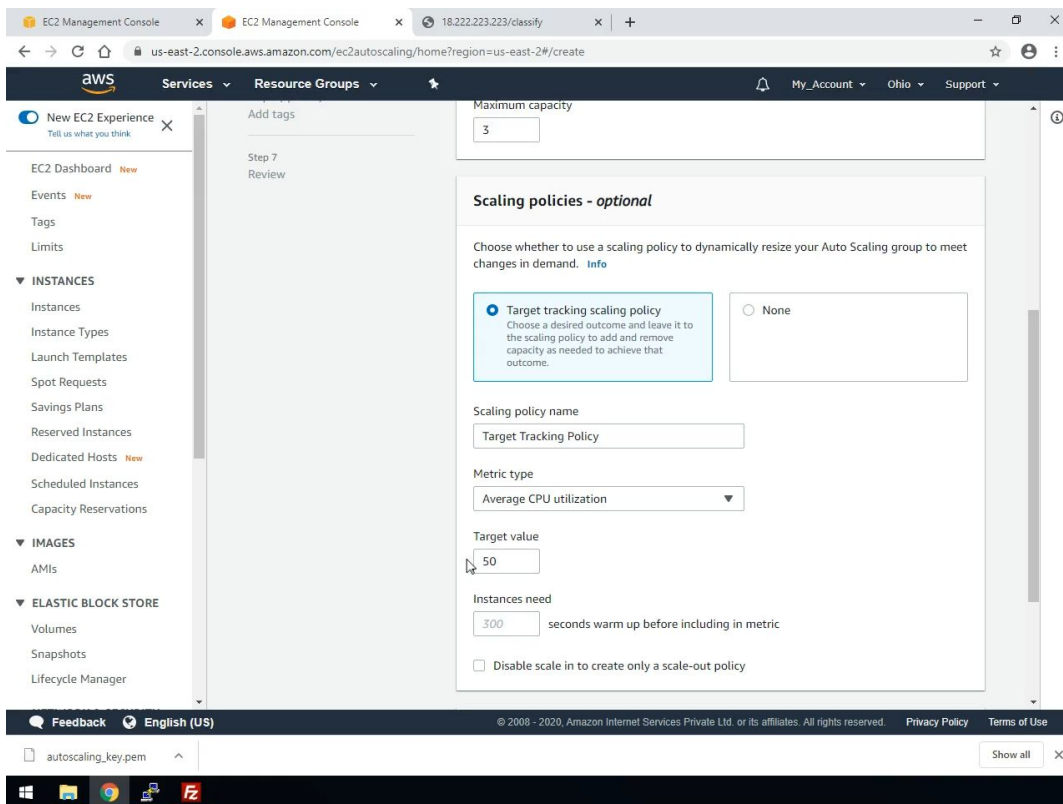 EC2 Management Console
EC2 Management Console
18.222.223.223/classify
us-east-2.console.aws.amazon.com/ec2autoscaling/home?region=us-east-2#/create
aws
Services
Resource Groups
My_Account
Ohio
Support
New EC2 Experience
Tell us what you think
EC2 Dashboard New
Events New
Tags
Limits
INSTANCES
Instances
Instance Types
Launch Templates
Spot Requests
Savings Plans
Reserved Instances
Dedicated Hosts New
Scheduled Instances
Capacity Reservations
IMAGES
AMIs
ELASTIC BLOCK STORE
Volumes
Snapshots
Lifecycle Manager
Add tags
Step 7
Review
Maximum capacity
3
Scaling policies - optional
Choose whether to use a scaling policy to dynamically resize your Auto Scaling group to meet
changes in demand. Info
Target tracking scaling policy
Choose a desired outcome and leave it to
the scaling policy to add and remove
capacity as needed to achieve that
outcome.
None
Scaling policy name
Target Tracking Policy
Metric type
Average CPU utilization
Target value
50
Instances need
300 seconds warm up before including in metric
Disable scale in to create only a scale-out policy
Feedback
English (US)
© 2008 - 2020, Amazon Internet Services Private Ltd. or its affiliates. All rights reserved.
Privacy Policy
Terms of Use
autoscaling_key.pem
Show all